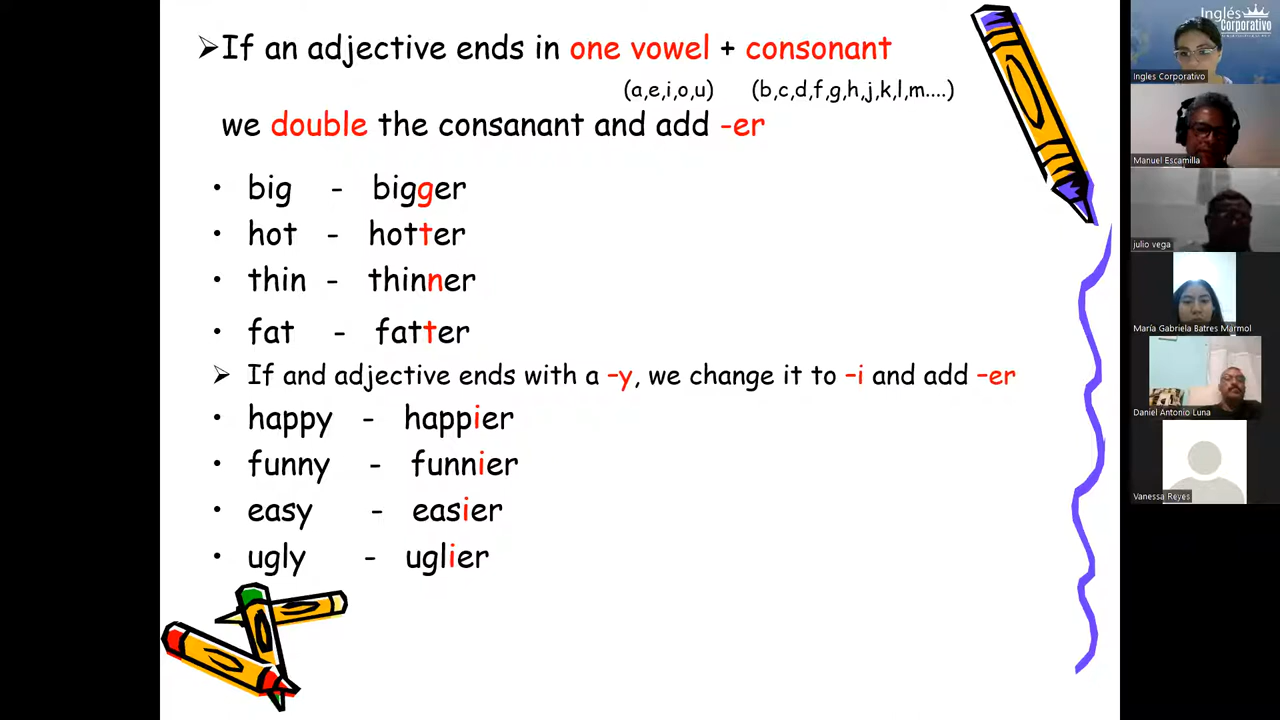 ➢If an adjective ends in one vowel + consonant
(a,e,i,o,u) (b,c,d,f,g,h,j,k,l,m....)
we double the consanant and add -er
• big - bigger
• hot - hotter
• thin - thinner
• fat - fatter
➢ If and adjective ends with a –y, we change it to –i and add –er
• happy - happier
• funny - funnier
• easy - easier
• ugly - uglier
Inglés
Corporativo
Ingles Corporativo
Manuel Escamilla
julio vega
María Gabriela Batres Marmol
Daniel Antonio Luna
Vanessa Reyes